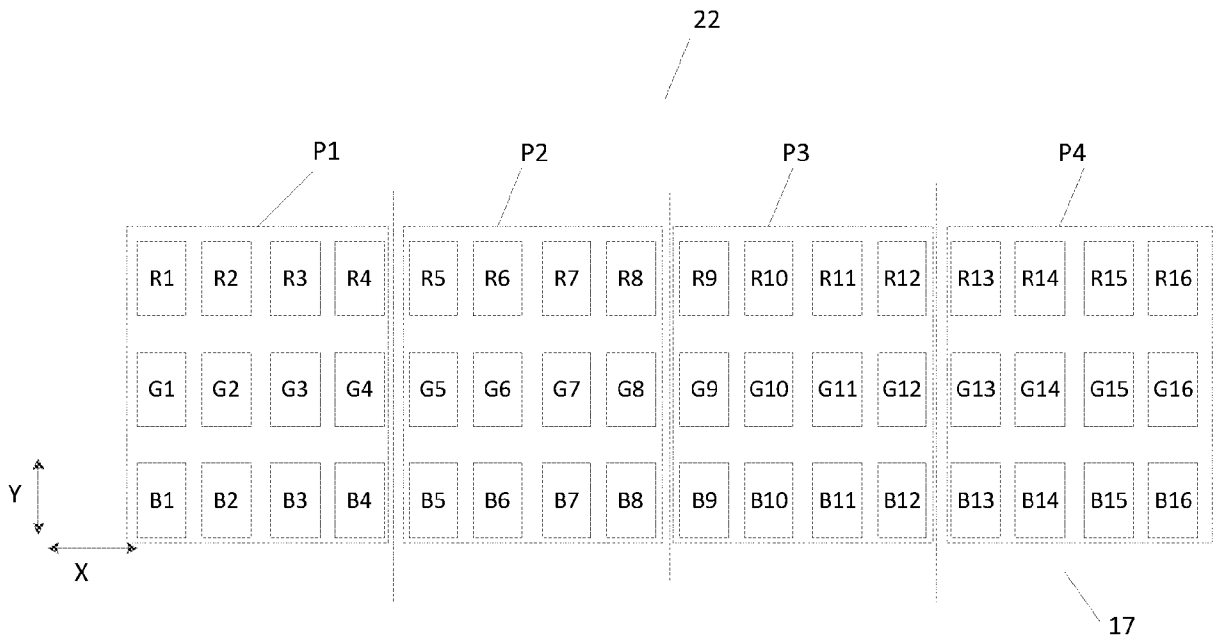 22
P1 P2 P3 P4
R1 R2 R3 R4 R5 R6 R7 R8 R9 R10 R11 R12 R13 R14 R15 R16
G1 G2 G3 G4 G5 G6 G7 G8 G9 G10 G11 G12 G13 G14 G15 G16
Y
B1 B2 B3 B4 B5 B6 B7 B8 B9 B10 B11 B12 B13 B14 B15 B16
X
17